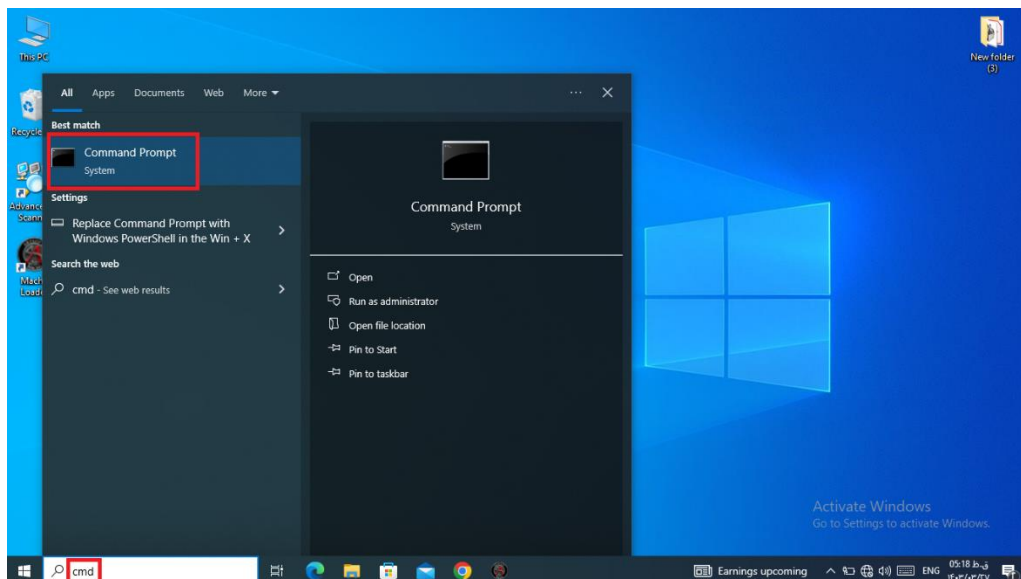 This PC
New folder
(3)
All Apps Documents Web More
Best match
Command Prompt
System
Settings
Replace Command Prompt with
Windows PowerShell in the Win + X
Search the web
cmd - See web results
Command Prompt
System
Open
Run as administrator
Open file location
Pin to Start
Pin to taskbar
Recycle
Advance
Scann
Mach
Loade
Activate Windows
Go to Settings to activate Windows.
cmd
Earnings upcoming
ENG
05:18 ق.ظ